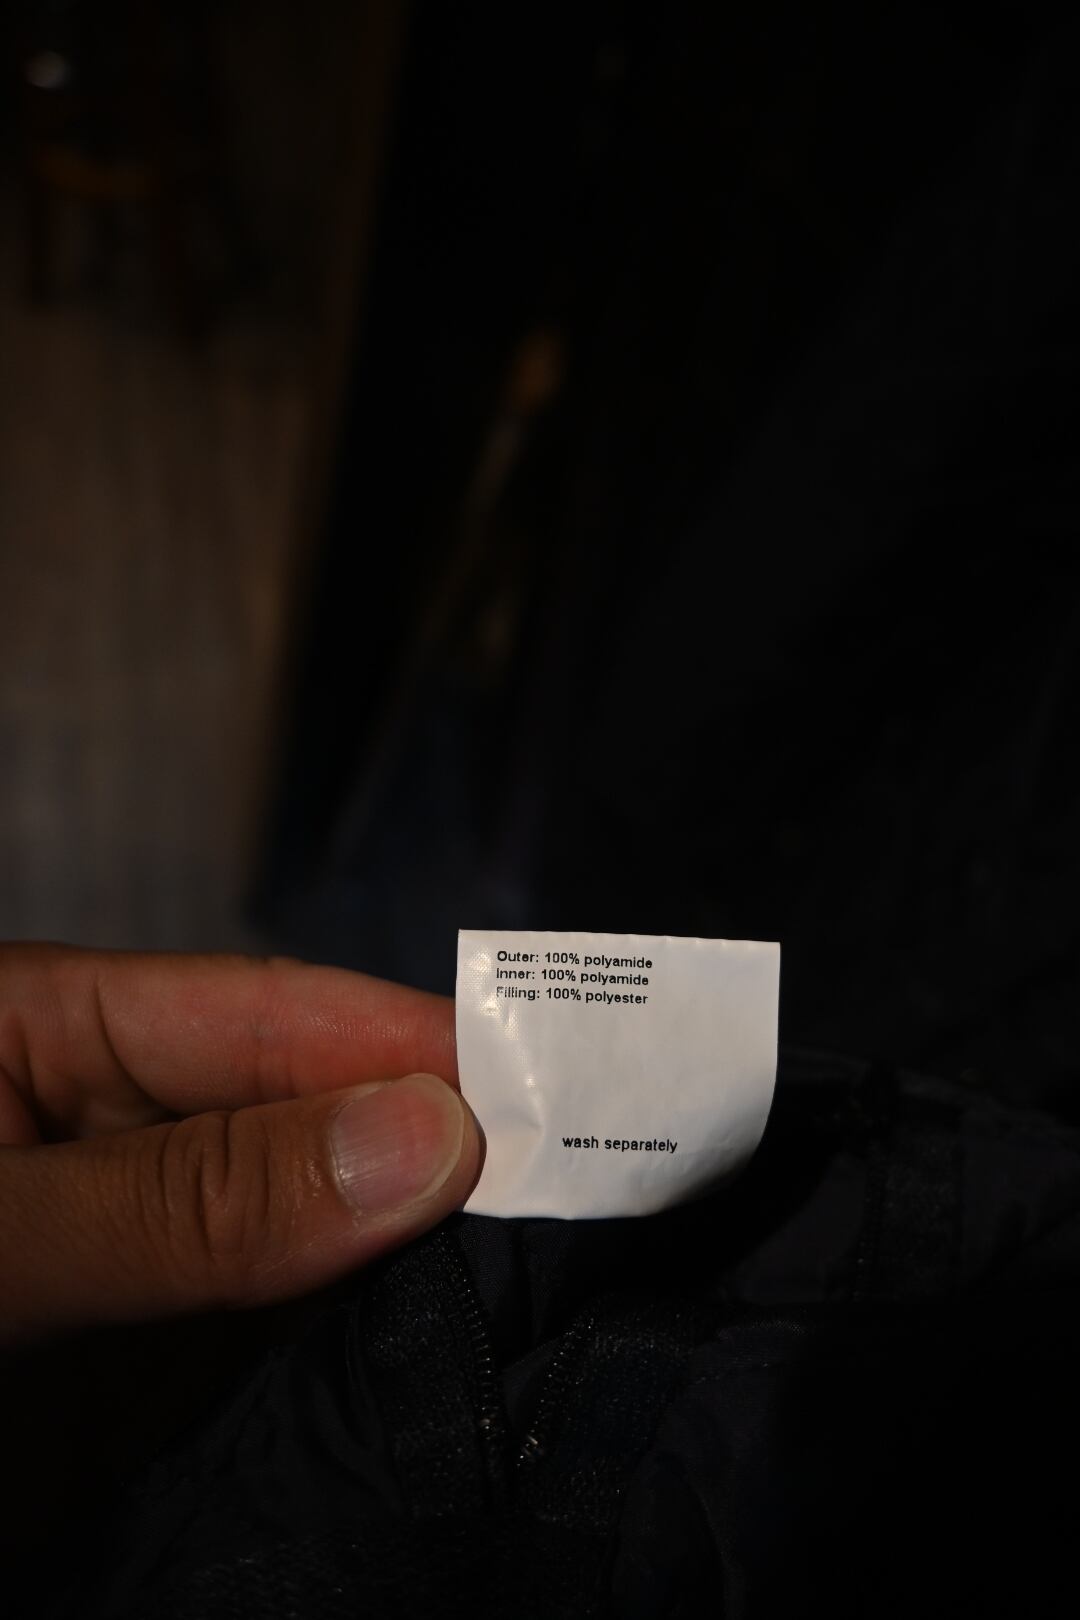 Outer: 100% polyamide
Inner: 100% polyamide
Filling: 100% polyester
wash separately